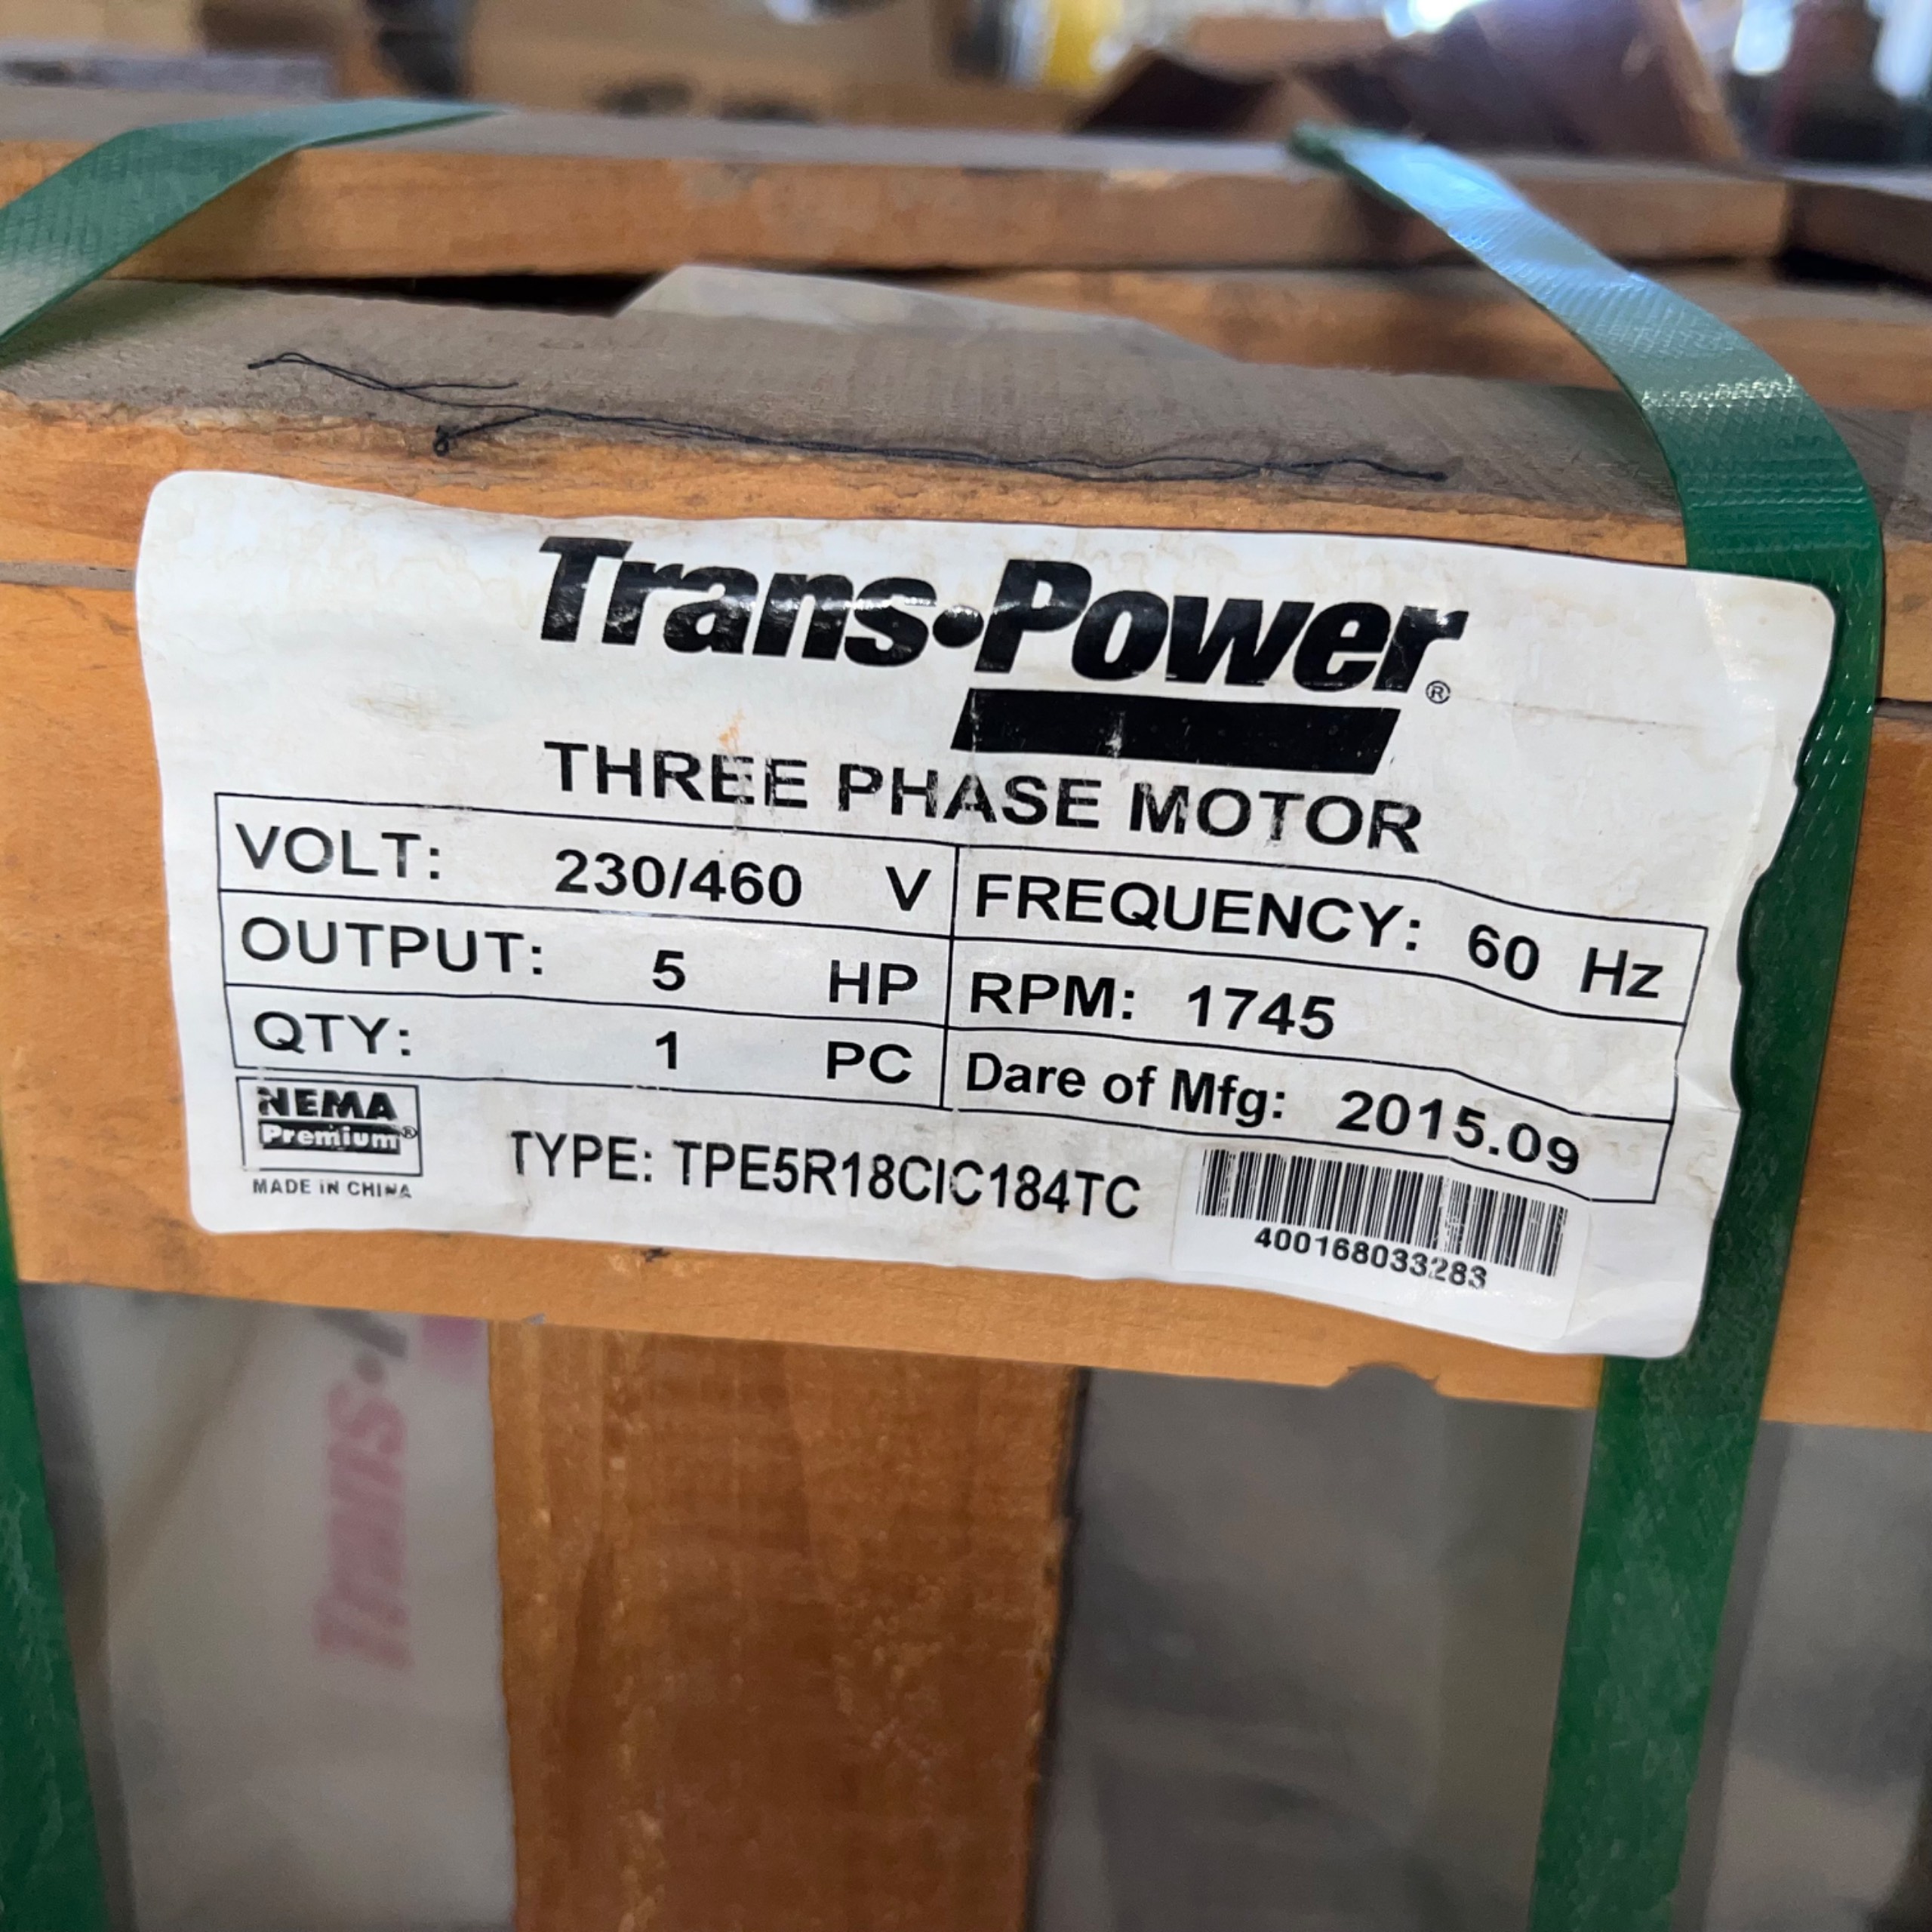 Trans•Power®
THREE PHASE MOTOR
VOLT: 230/460 V FREQUENCY: 60 Hz
OUTPUT: 5 HP RPM: 1745
QTY: 1 PC Dare of Mfg: 2015.09
NEMA
Premium®
MADE IN CHINA
TYPE: TPE5R18CIC184TC
400168033283
Trans•